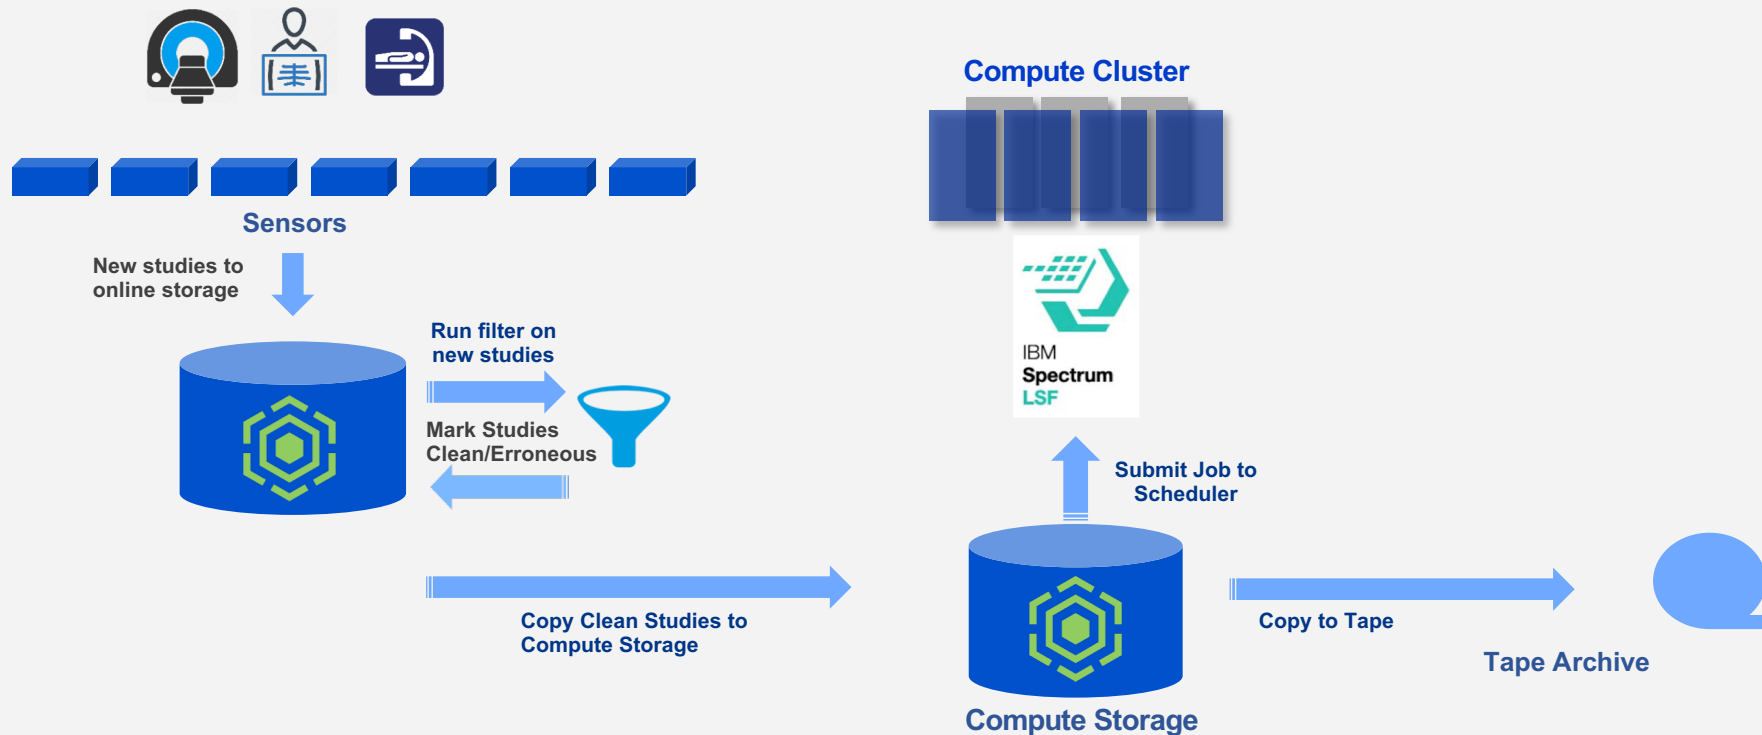 Compute Cluster
Sensors
New studies to
online storage
Run filter on
new studies
Mark Studies
Clean/Erroneous
IBM
Spectrum
LSF
Submit Job to
Scheduler
Copy Clean Studies to
Compute Storage
Copy to Tape
Tape Archive
Compute Storage